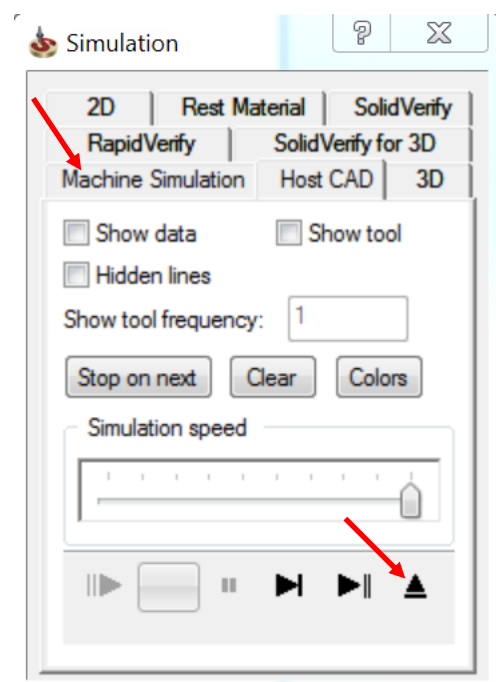 Simulation
2D Rest Material SolidVerify
RapidVerify SolidVerify for 3D
Machine Simulation Host CAD 3D
Show data Show tool
Hidden lines
Show tool frequency: 1
Stop on next Clear Colors
Simulation speed